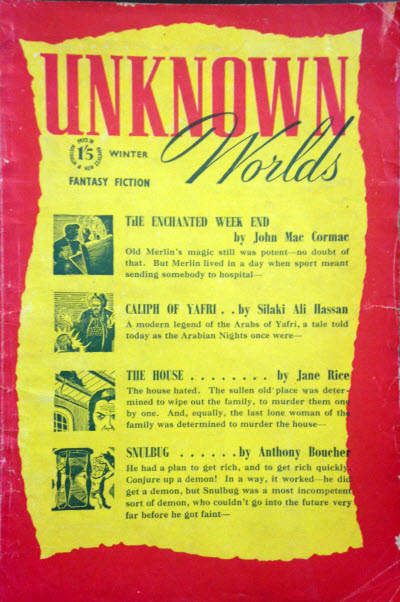 UNKNOWN
Worlds
1'5
WINTER
FANTASY FICTION
TdE ENCHANTED WEEK END
by John Mac Cormac
Old Merlin's magic still was potent—no doubt of
that. But Merlin lived in a day when sport meant
sending somebody to hospital—
CALIPH OF YAFRI . . by Silaki Ali Hassan
A modern legend of the Arabs of Yafri, a tale told
today as the Arabian Nights once were—
THE HOUSE . . . . . . . . by Jane Rice
The house hated. The sullen old place was deter-
mined to wipe out the family, to murder them one
by one. And, equally, the last lone woman of the
family was determined to murder the house—
SNULBUG . . . . . . by Anthony Boucher
He had a plan to get rich, and to get rich quickly.
Conjure up a demon! In a way, it worked—he did
get a demon, but Snulbug was a most incompetent
sort of demon, who couldn't go into the future very
far before he got faint—